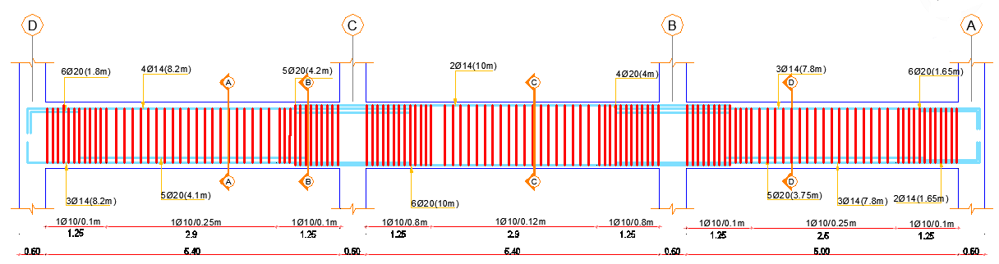 D C B A
6Ø20(1.8m) 4Ø14(8.2m) 5Ø20(4.2m) 2Ø14(10m) 4Ø20(4m) 3Ø14(7.8m) 6Ø20(1.65m)
A B C D
A B C D
3Ø14(8.2m) 5Ø20(4.1m) 6Ø20(10m) 5Ø20(3.75m) 3Ø14(7.8m) 2Ø14(1.65m)
1Ø10/0.1m 1Ø10/0.25m 1Ø10/0.1m 1Ø10/0.8m 1Ø10/0.12m 1Ø10/0.8m 1Ø10/0.1m 1Ø10/0.25m 1Ø10/0.1m
1.25 2.9 1.25 1.25 2.9 1.25 1.25 2.6 1.25
0.60 5.40 0.60 5.40 0.60 5.00 0.60